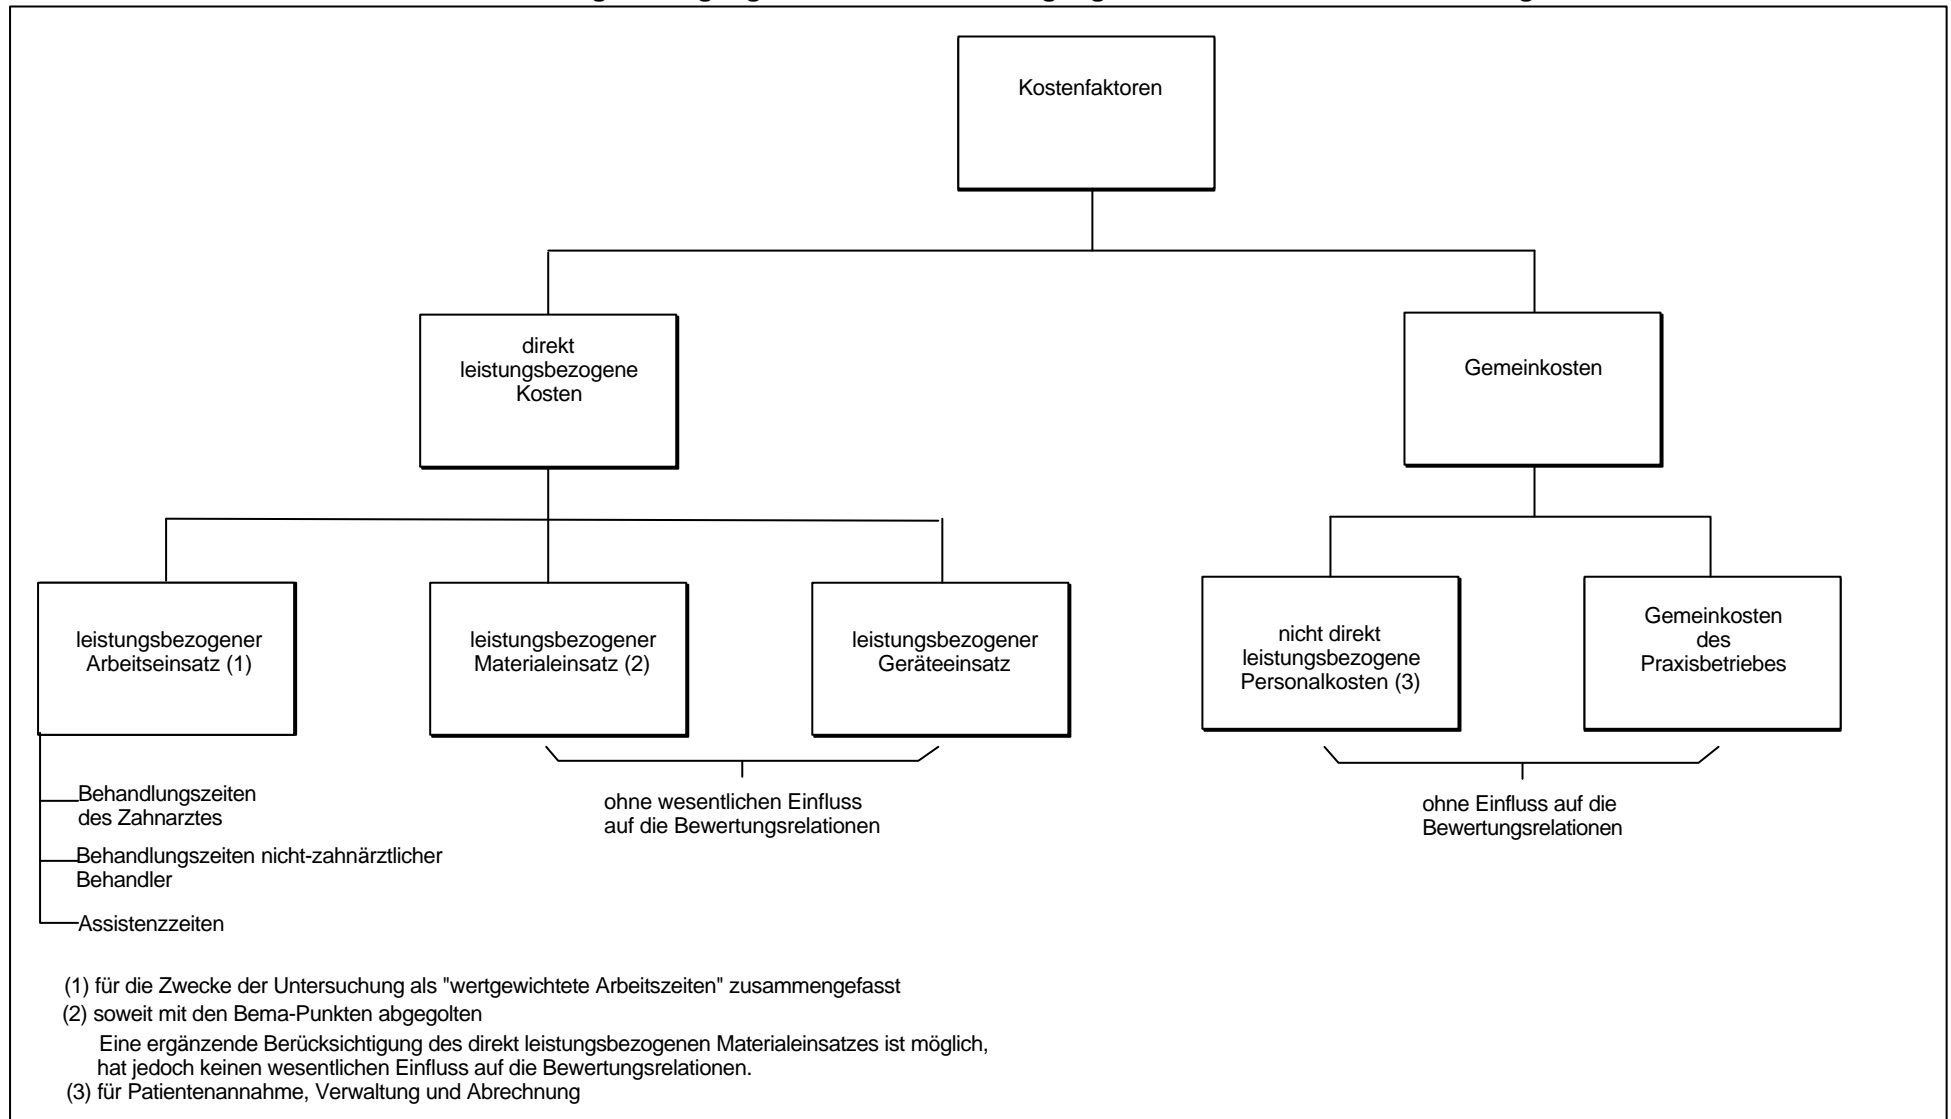 Kostenfaktoren
direkt
leistungsbezogene
Kosten
Gemeinkosten
leistungsbezogener
Arbeitseinsatz (1)
leistungsbezogener
Materialeinsatz (2)
leistungsbezogener
Geräteeinsatz
nicht direkt
leistungsbezogene
Personalkosten (3)
Gemeinkosten
des
Praxisbetriebes
Behandlungszeiten
des Zahnarztes
Behandlungszeiten nicht-zahnärztlicher
Behandler
Assistenzzeiten
ohne wesentlichen Einfluss
auf die Bewertungsrelationen
ohne Einfluss auf die
Bewertungsrelationen
(1) für die Zwecke der Untersuchung als "wertgewichtete Arbeitszeiten" zusammengefasst
(2) soweit mit den Bema-Punkten abgegolten
Eine ergänzende Berücksichtigung des direkt leistungsbezogenen Materialeinsatzes ist möglich,
hat jedoch keinen wesentlichen Einfluss auf die Bewertungsrelationen.
(3) für Patientenannahme, Verwaltung und Abrechnung